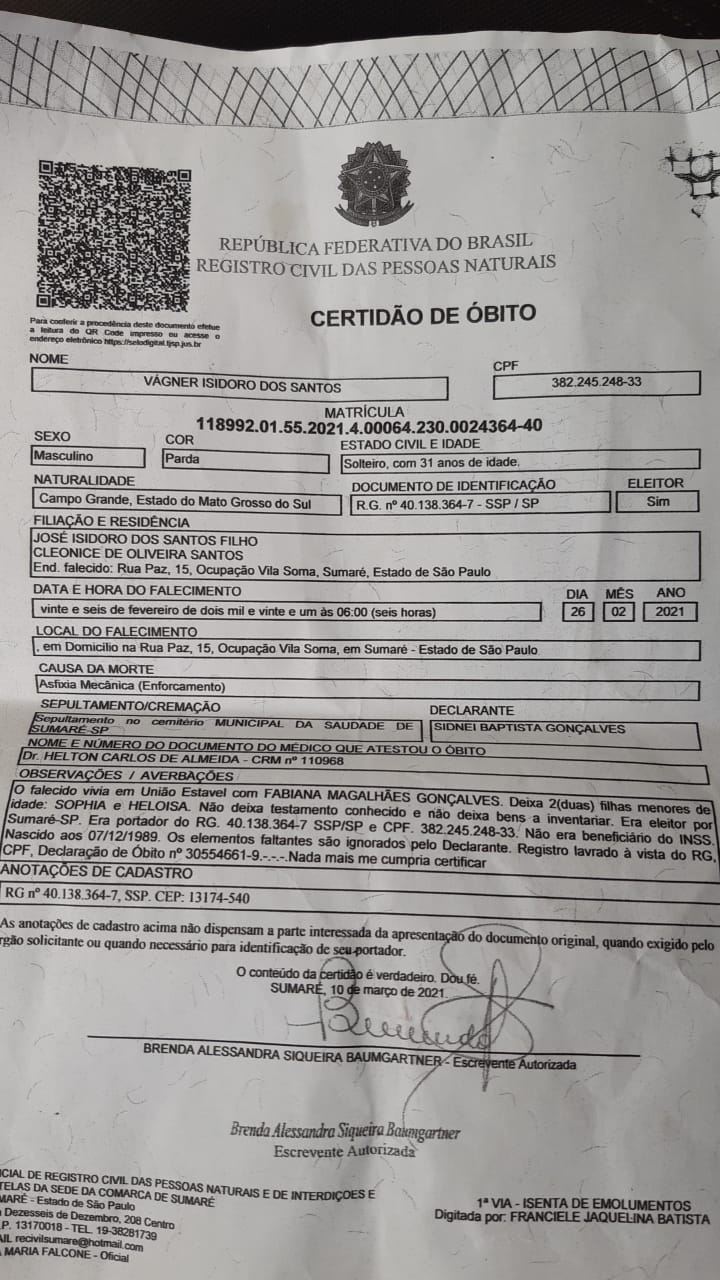 REPÚBLICA FEDERATIVA DO BRASIL
REGISTRO CIVIL DAS PESSOAS NATURAIS
CERTIDÃO DE ÓBITO
Para conferir a procedência deste documento efetue
a leitura do QR Code impresso ou acesse o
endereço eletrônico https://selodigital.tjsp.jus.br
NOME
VÁGNER ISIDORO DOS SANTOS
CPF
382.245.248-33
MATRÍCULA
118992.01.55.2021.4.00064.230.0024364-40
SEXO
Masculino
COR
Parda
ESTADO CIVIL E IDADE
Solteiro, com 31 anos de idade.
NATURALIDADE
Campo Grande, Estado do Mato Grosso do Sul
DOCUMENTO DE IDENTIFICAÇÃO
R.G. nº 40.138.364-7 - SSP / SP
ELEITOR
Sim
FILIAÇÃO E RESIDÊNCIA
JOSÉ ISIDORO DOS SANTOS FILHO
CLEONICE DE OLIVEIRA SANTOS
End. falecido: Rua Paz, 15, Ocupação Vila Soma, Sumaré, Estado de São Paulo
DATA E HORA DO FALECIMENTO
vinte e seis de fevereiro de dois mil e vinte e um às 06:00 (seis horas)
DIA
26
MÊS
02
ANO
2021
LOCAL DO FALECIMENTO
, em Domicílio na Rua Paz, 15, Ocupação Vila Soma, em Sumaré - Estado de São Paulo
CAUSA DA MORTE
Asfixia Mecânica (Enforcamento)
SEPULTAMENTO/CREMAÇÃO
Sepultamento no cemitério MUNICIPAL DA SAUDADE DE
SUMARÉ-SP
DECLARANTE
SIDNEI BAPTISTA GONÇALVES
NOME E NÚMERO DO DOCUMENTO DO MÉDICO QUE ATESTOU O ÓBITO
Dr. HELTON CARLOS DE ALMEIDA - CRM nº 110968
OBSERVAÇÕES / AVERBAÇÕES
O falecido vivia em União Estavel com FABIANA MAGALHÃES GONÇALVES. Deixa 2(duas) filhas menores de
idade: SOPHIA e HELOISA. Não deixa testamento conhecido e não deixa bens a inventariar. Era eleitor por
Sumaré-SP. Era portador do RG. 40.138.364-7 SSP/SP e CPF. 382.245.248-33. Não era beneficiário do INSS.
Nascido aos 07/12/1989. Os elementos faltantes são ignorados pelo Declarante. Registro lavrado à vista do RG,
CPF, Declaração de Óbito nº 30554661-9.-.-.-.Nada mais me cumpria certificar
ANOTAÇÕES DE CADASTRO
RG nº 40.138.364-7, SSP. CEP: 13174-540
As anotações de cadastro acima não dispensam a parte interessada da apresentação do documento original, quando exigido pelo
rgão solicitante ou quando necessário para identificação de seu portador.
O conteúdo da certidão é verdadeiro. Dou fé.
SUMARÉ, 10 de março de 2021.
BRENDA ALESSANDRA SIQUEIRA BAUMGARTNER - Escrevente Autorizada
Brenda Alessandra Siqueira Baumgartner
Escrevente Autorizada
CIAL DE REGISTRO CIVIL DAS PESSOAS NATURAIS E DE INTERDIÇOES E
TELAS DA SEDE DA COMARCA DE SUMARÉ
MARÉ - Estado de São Paulo
Dezesseis de Dezembro, 208 Centro
.P. 13170018 - TEL. 19-38281739
AIL recivilsumare@hotmail.com
MARIA FALCONE - Oficial
1ª VIA - ISENTA DE EMOLUMENTOS
Digitada por: FRANCIELE JAQUELINA BATISTA